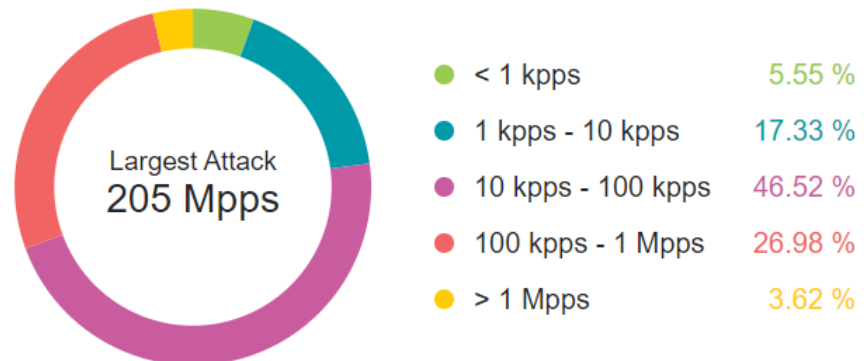 Largest Attack
205 Mpps
< 1 kpps 5.55 %
1 kpps - 10 kpps 17.33 %
10 kpps - 100 kpps 46.52 %
100 kpps - 1 Mpps 26.98 %
> 1 Mpps 3.62 %